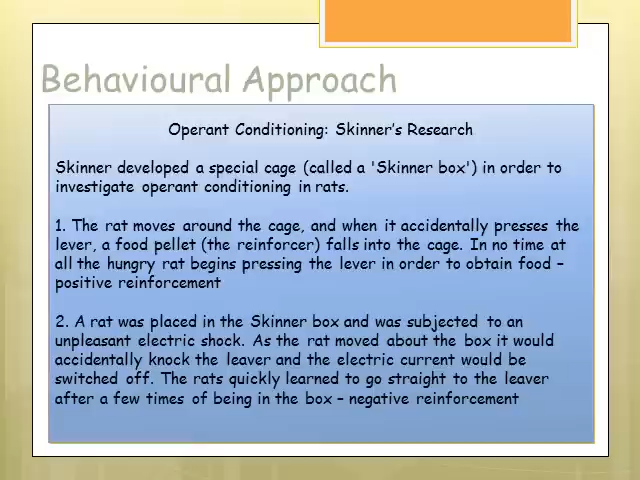 Behavioural Approach
Operant Conditioning: Skinner's Research
Skinner developed a special cage (called a 'Skinner box') in order to
investigate operant conditioning in rats.
1. The rat moves around the cage, and when it accidentally presses the
lever, a food pellet (the reinforcer) falls into the cage. In no time at
all the hungry rat begins pressing the lever in order to obtain food –
positive reinforcement
2. A rat was placed in the Skinner box and was subjected to an
unpleasant electric shock. As the rat moved about the box it would
accidentally knock the leaver and the electric current would be
switched off. The rats quickly learned to go straight to the leaver
after a few times of being in the box – negative reinforcement